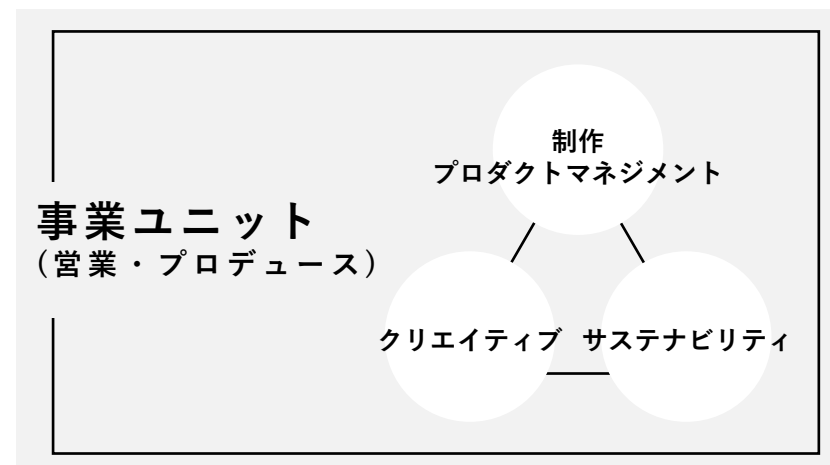 制作
プロダクトマネジメント
事業ユニット
(営業・プロデュース)
クリエイティブ
サステナビリティ